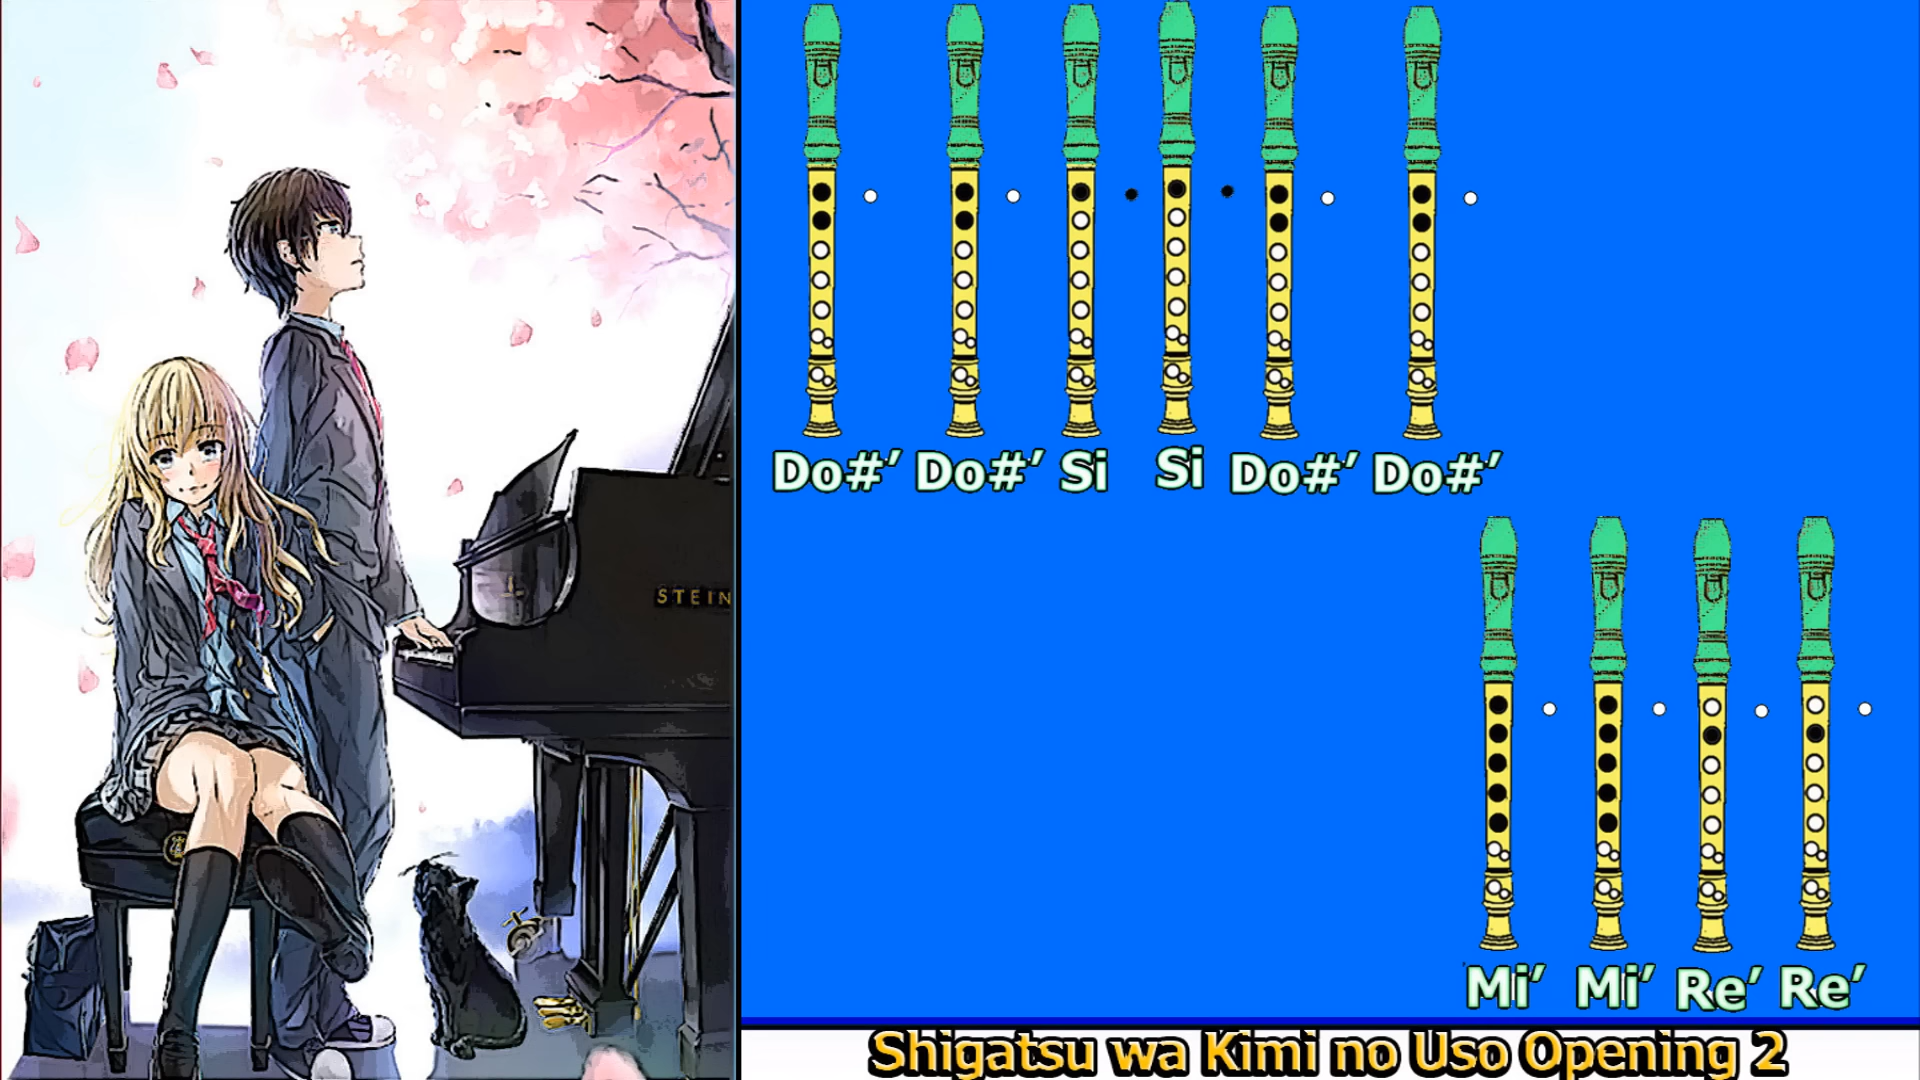 STEIN
Do#′ Do#′ Si Si Do#′ Do#′
Mi′ Mi′ Re′ Re′
Shigatsu wa Kimi no Uso Opening 2